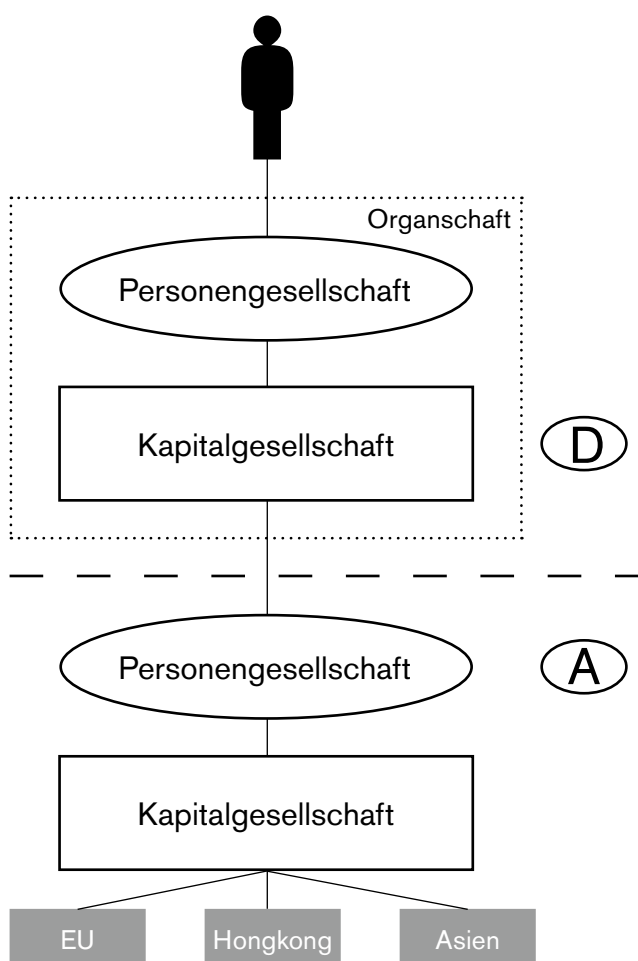 Organschaft
Personengesellschaft
Kapitalgesellschaft
D
Personengesellschaft
A
Kapitalgesellschaft
EU
Hongkong
Asien